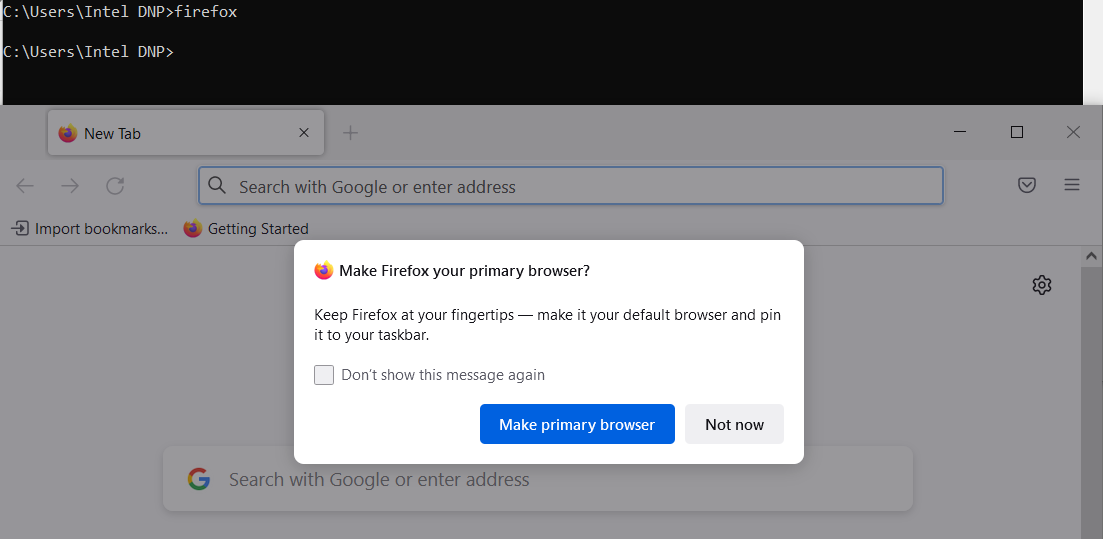 C:\Users\Intel DNP>firefox
C:\Users\Intel DNP>
New Tab
Search with Google or enter address
Import bookmarks...
Getting Started
Make Firefox your primary browser?
Keep Firefox at your fingertips — make it your default browser and pin
it to your taskbar.
Don't show this message again
Make primary browser
Not now
Search with Google or enter address